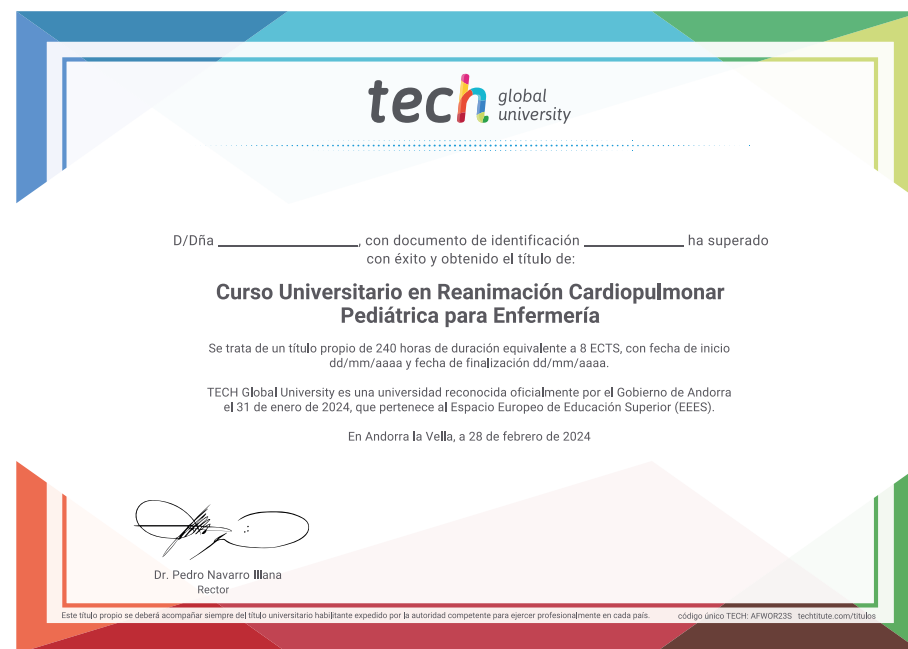 tech global university
D/Dña ______________, con documento de identificación __________ ha superado
con éxito y obtenido el título de:
Curso Universitario en Reanimación Cardiopulmonar
Pediátrica para Enfermería
Se trata de un título propio de 240 horas de duración equivalente a 8 ECTS, con fecha de inicio
dd/mm/aaaa y fecha de finalización dd/mm/aaaa.
TECH Global University es una universidad reconocida oficialmente por el Gobierno de Andorra
el 31 de enero de 2024, que pertenece al Espacio Europeo de Educación Superior (EEES).
En Andorra la Vella, a 28 de febrero de 2024
Dr. Pedro Navarro Illana
Rector
Este título propio se deberá acompañar siempre del título universitario habilitante expedido por la autoridad competente para ejercer profesionalmente en cada país. código único TECH: AFWOR23S techtitute.com/titulos